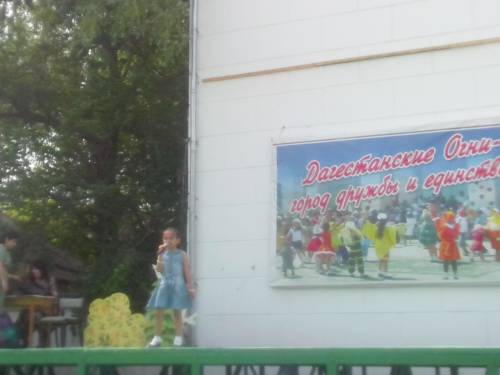 Дагестанские Огни-
город дружбы и единств